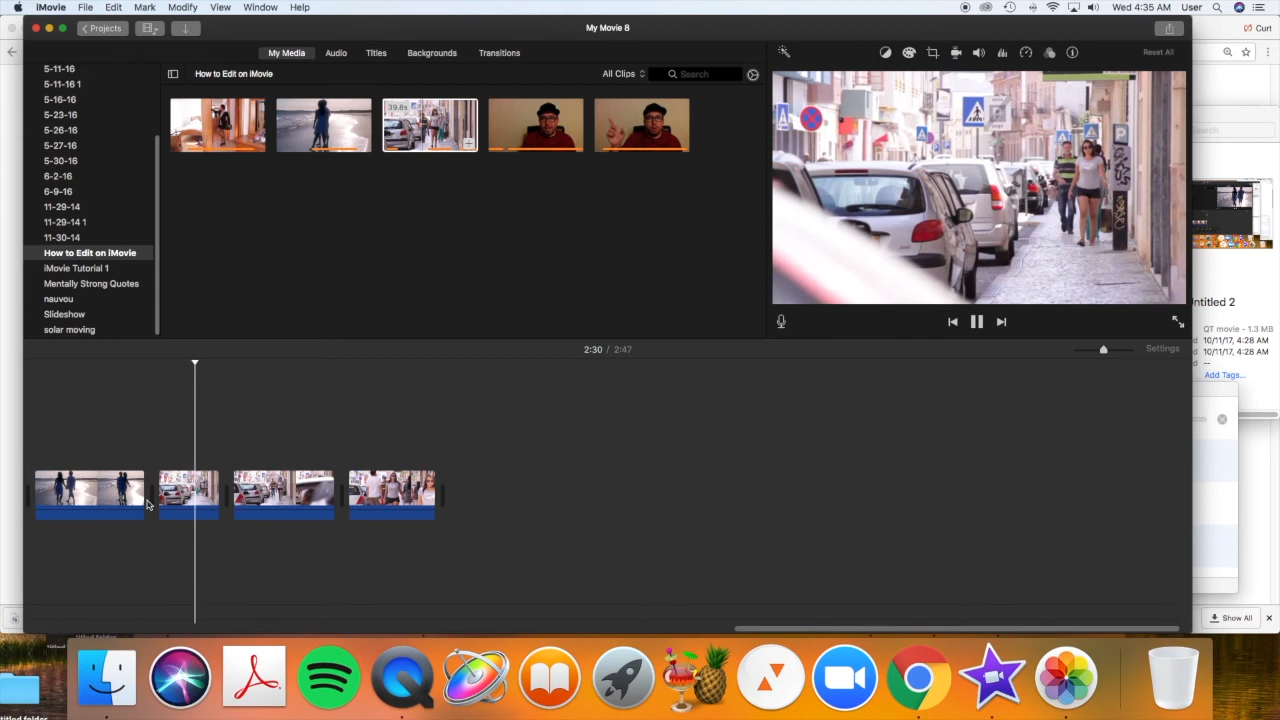 iMovie File Edit Mark Modify View Window Help
Wed 4:35 AM User
Projects
My Movie 8
Curt
My Media Audio Titles Backgrounds Transitions
Reset All
5-11-16
5-11-16 1
5-16-16
5-23-16
5-26-16
5-27-16
5-30-16
6-2-16
6-9-16
11-29-14
11-29-14 1
11-30-14
How to Edit on iMovie
iMovie Tutorial 1
Mentally Strong Quotes
nauvou
Slideshow
solar moving
How to Edit on iMovie
All Clips
Search
39.8s
P
Search
2:30 / 2:47
Settings
Untitled 2
QT movie - 1.3 MB
10/11/17, 4:28 AM
10/11/17, 4:28 AM
--
Add Tags...
Show All
titled folder